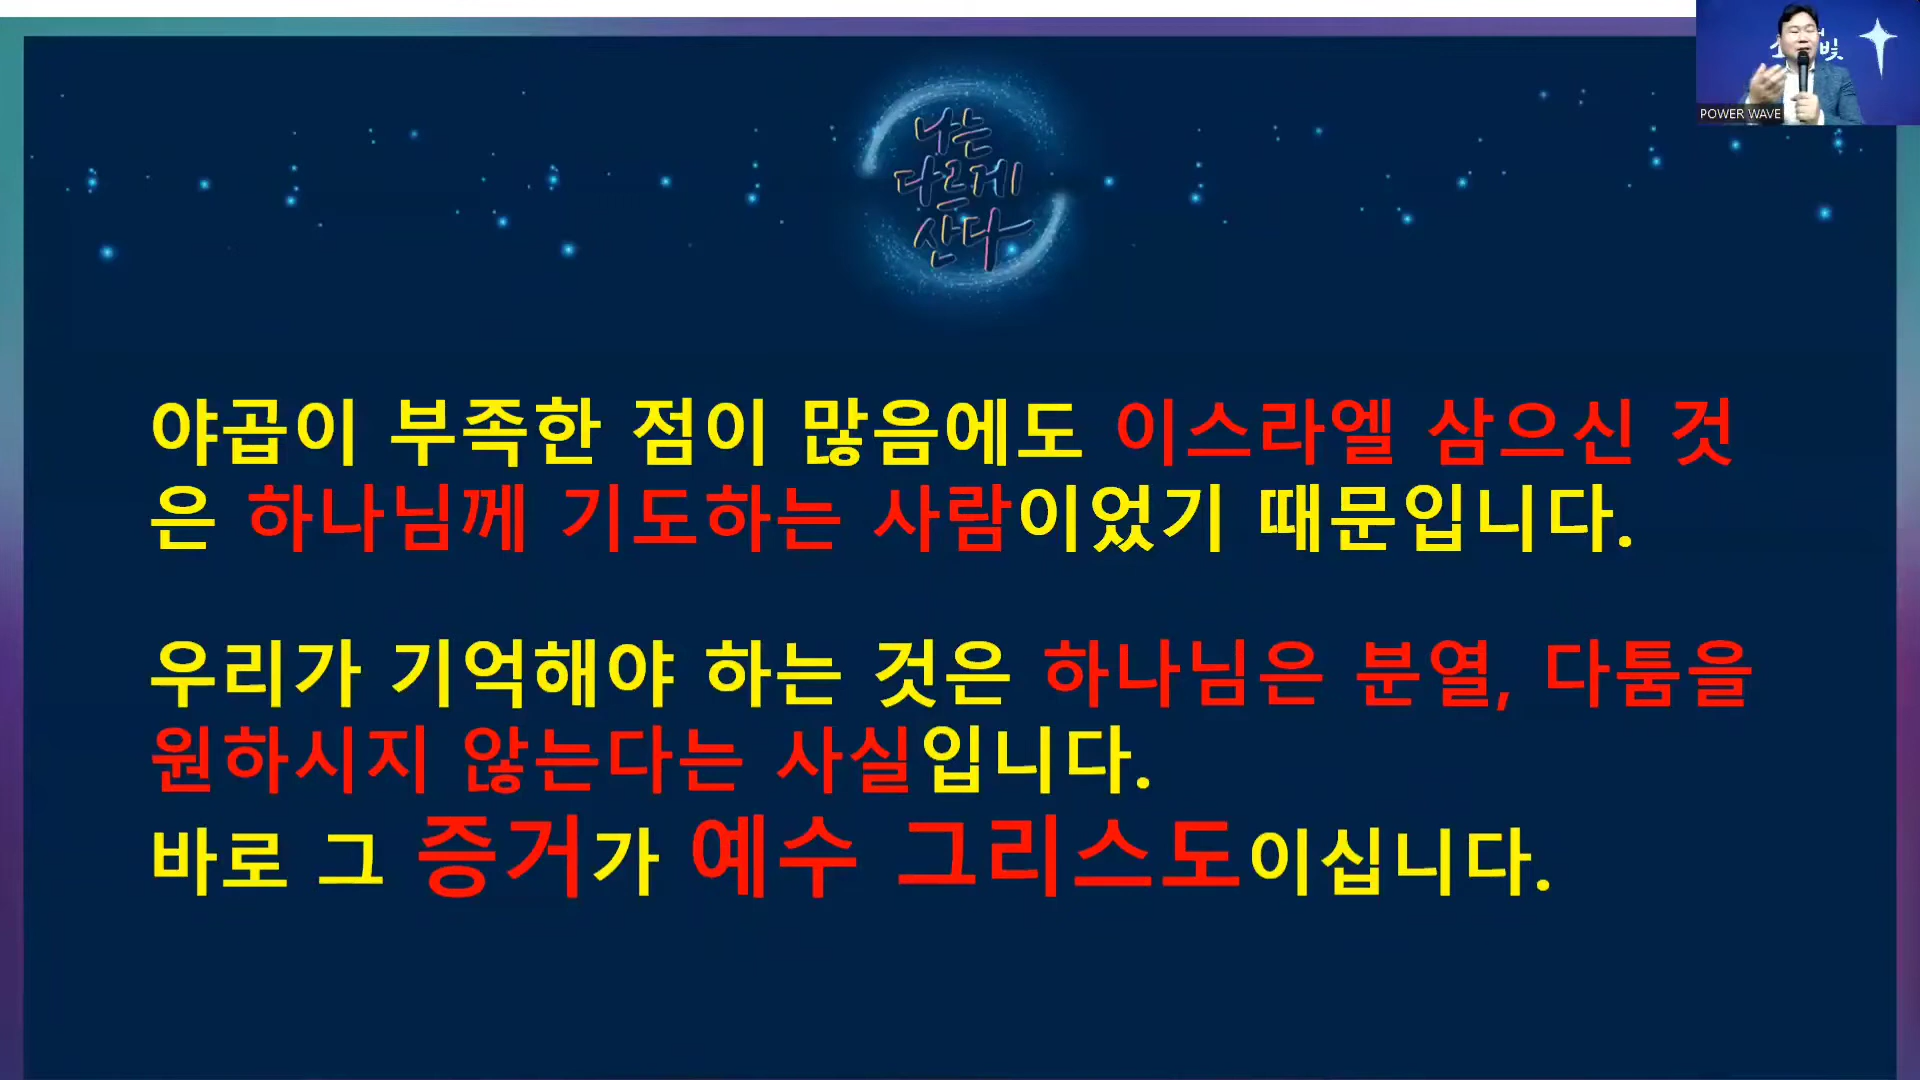 나는
다르게
산다
빛
POWER WAVE
야곱이 부족한 점이 많음에도 이스라엘 삼으신 것
은 하나님께 기도하는 사람이었기 때문입니다.
우리가 기억해야 하는 것은 하나님은 분열, 다툼을
원하시지 않는다는 사실입니다.
바로 그 증거가 예수 그리스도이십니다.